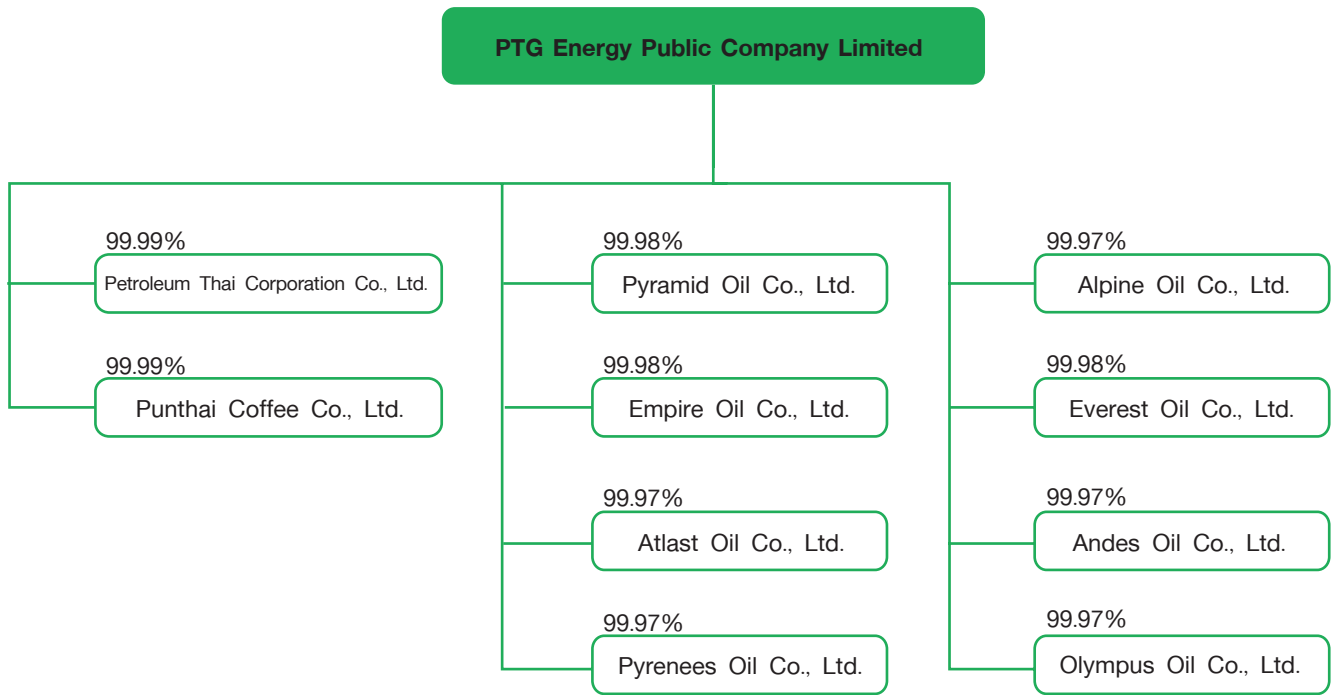 PTG Energy Public Company Limited
99.99%
Petroleum Thai Corporation Co., Ltd.
99.99%
Punthai Coffee Co., Ltd.
99.98%
Pyramid Oil Co., Ltd.
99.98%
Empire Oil Co., Ltd.
99.97%
Atlast Oil Co., Ltd.
99.97%
Pyrenees Oil Co., Ltd.
99.97%
Alpine Oil Co., Ltd.
99.98%
Everest Oil Co., Ltd.
99.97%
Andes Oil Co., Ltd.
99.97%
Olympus Oil Co., Ltd.